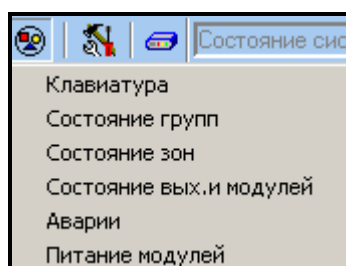 Состояние сис
Клавиатура
Состояние групп
Состояние зон
Состояние вых.и модулей
Аварии
Питание модулей